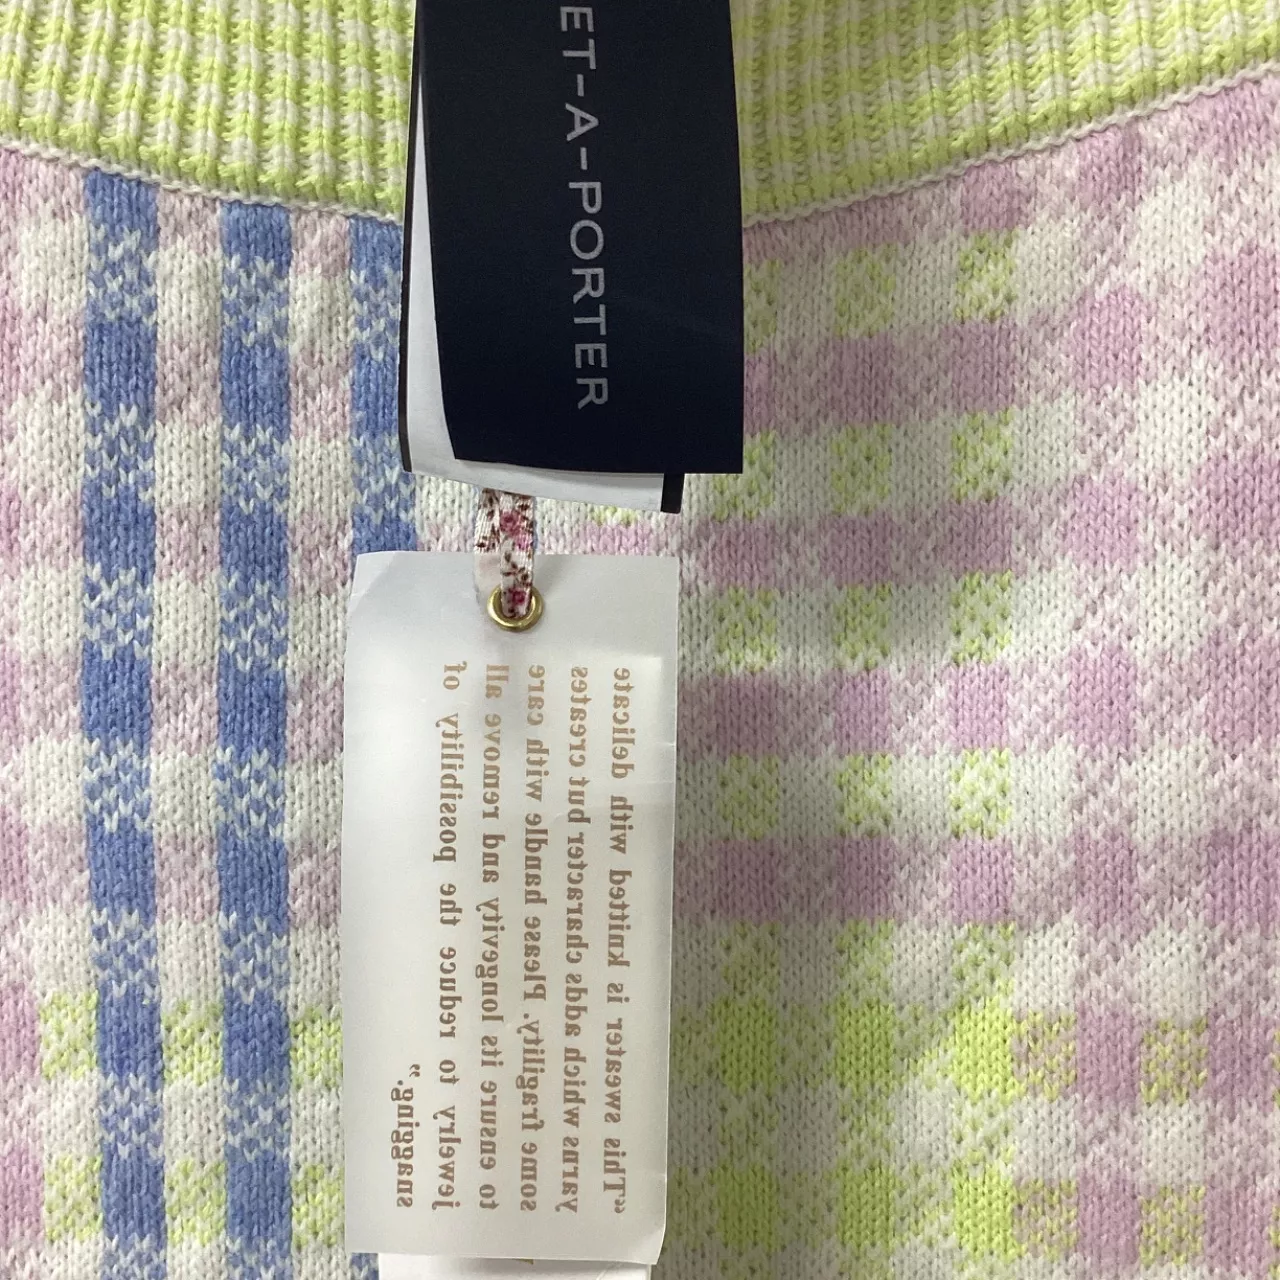 ET-A-PORTER
“This sweater is knitted with delicate
yarns which adds character but creates
some fragility. Please handle with care
to ensure its longevity and remove all
jewelry to reduce the possibility of
snagging.”